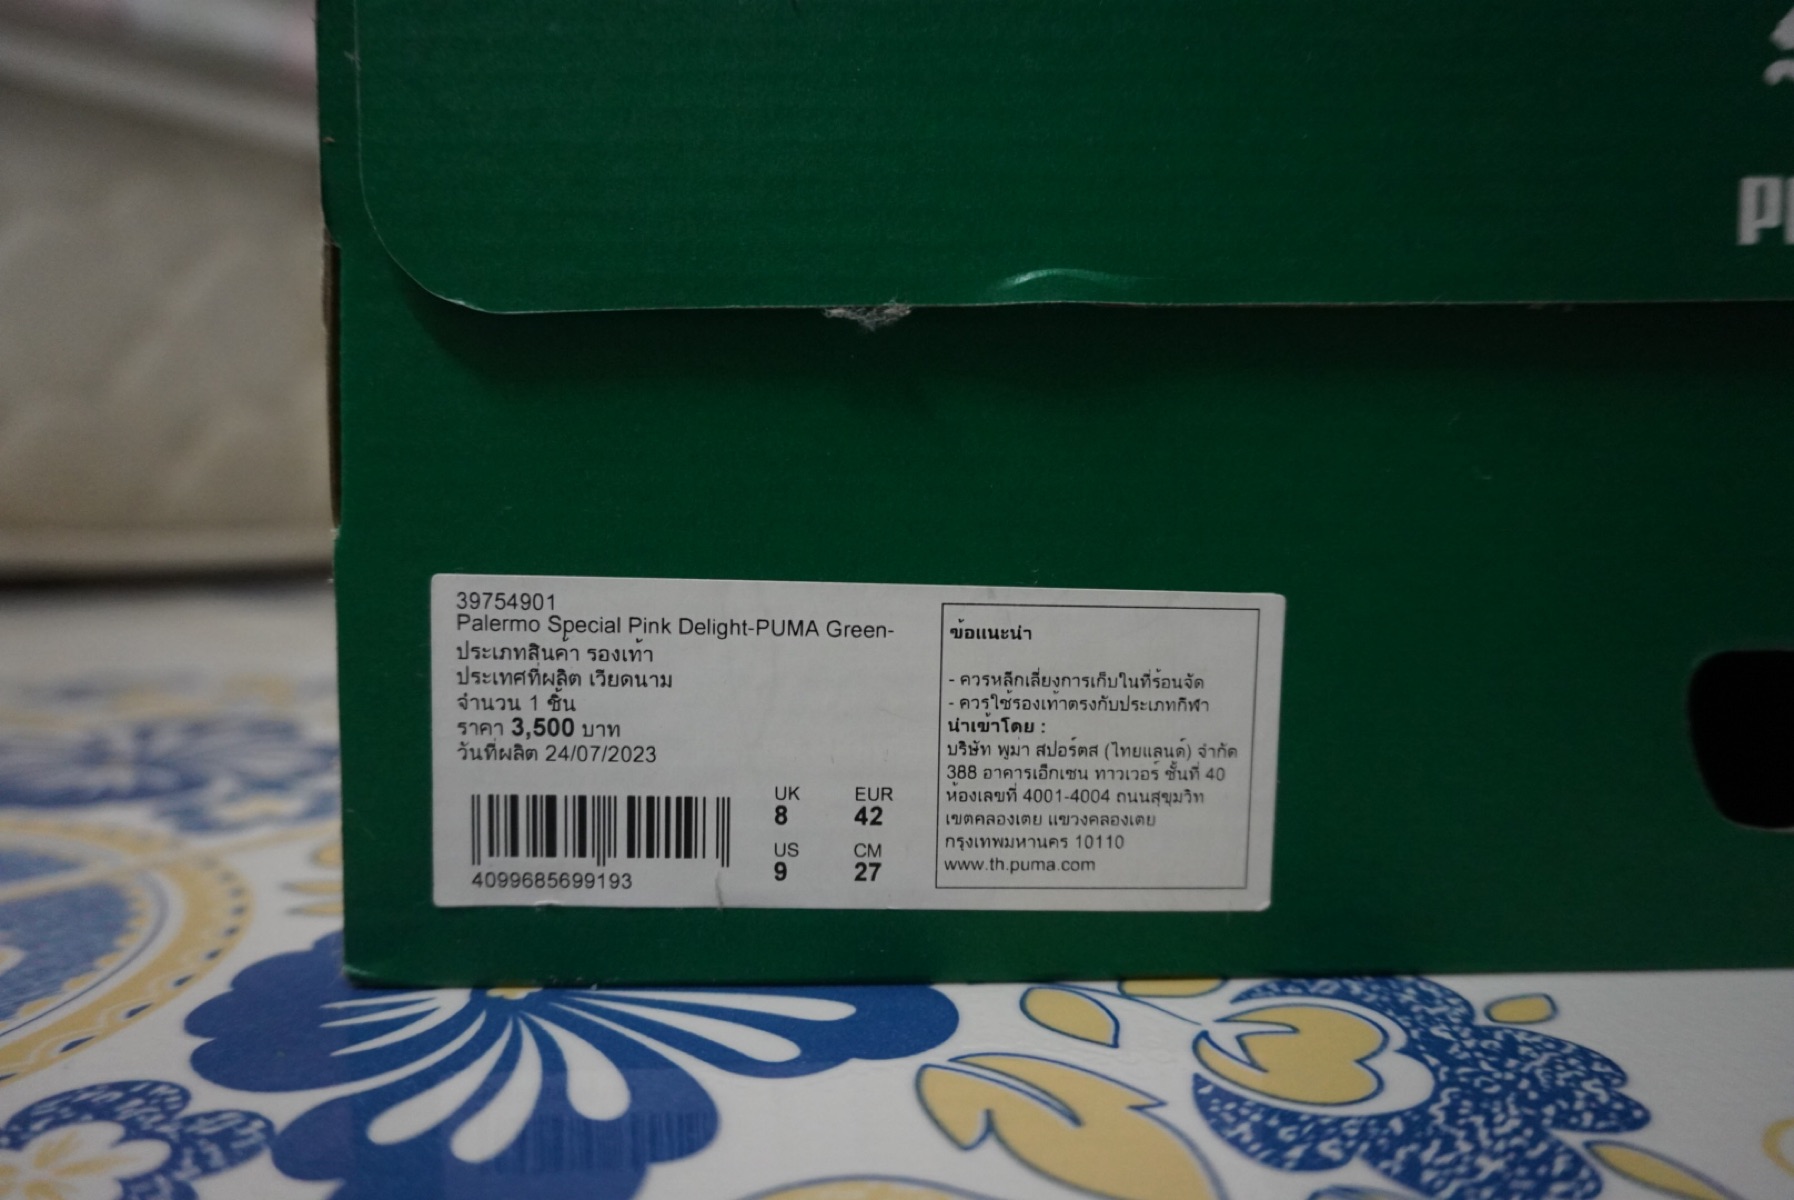 39754901
Palermo Special Pink Delight-PUMA Green-
ประเภทสินค้า รองเท้า
ประเทศที่ผลิต เวียดนาม
จำนวน 1 ชิ้น
ราคา 3,500 บาท
วันที่ผลิต 24/07/2023
4099685699193
UK EUR
8 42
US CM
9 27
ข้อแนะนำ
- ควรหลีกเลี่ยงการเก็บในที่ร้อนจัด
- ควรใช้รองเท้าตรงกับประเภทกีฬา
นำเข้าโดย :
บริษัท พูม่า สปอร์ตส (ไทยแลนด์) จำกัด
388 อาคารเอ็กเซน ทาวเวอร์ ชั้นที่ 40
ห้องเลขที่ 4001-4004 ถนนสุขุมวิท
เขตคลองเตย แขวงคลองเตย
กรุงเทพมหานคร 10110
www.th.puma.com